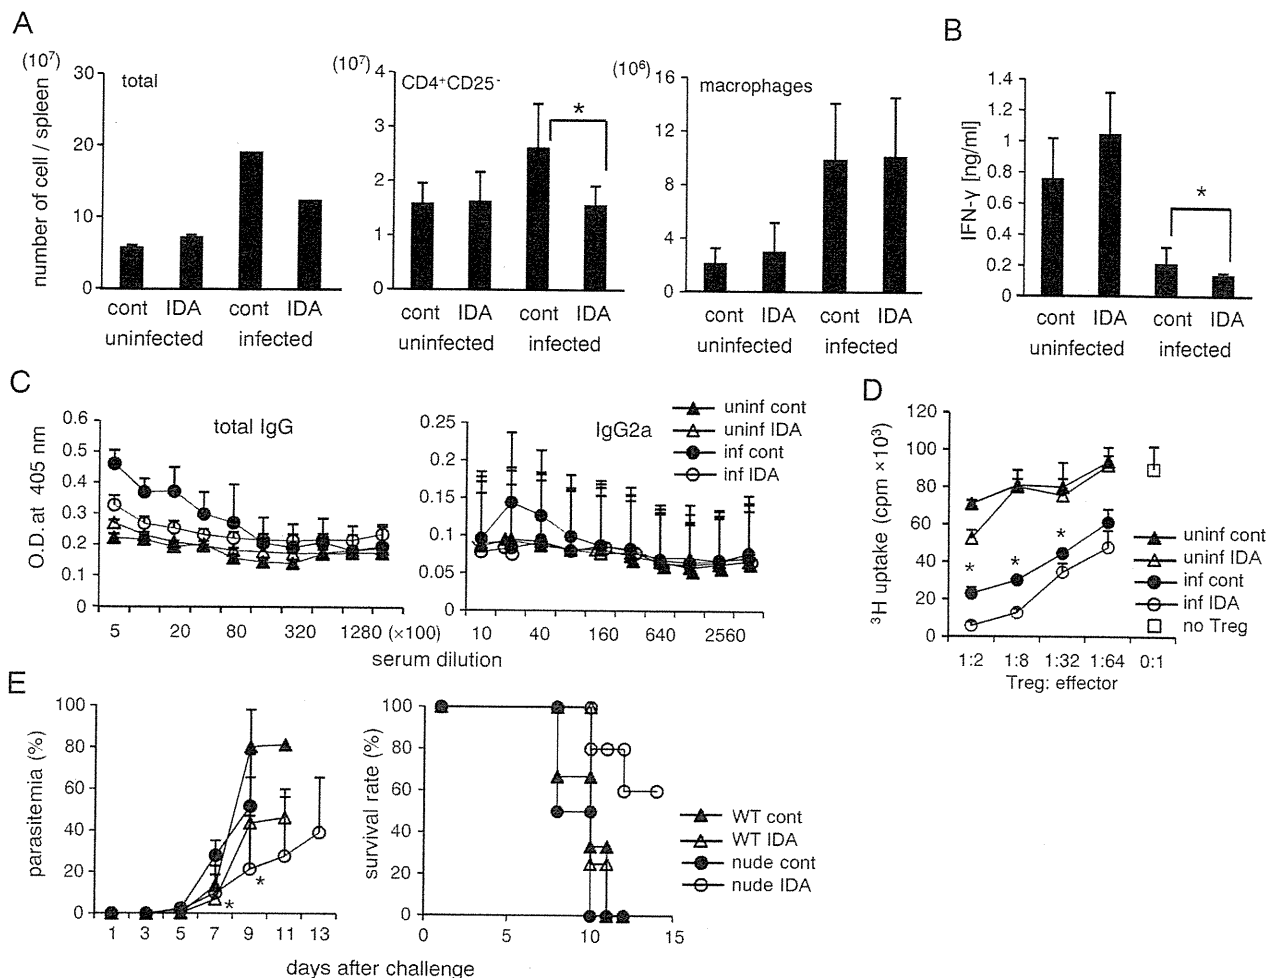 A
(10⁷)
total
number of cell / spleen
30
20
10
0
cont IDA cont IDA
uninfected infected
(10⁷)
CD4⁺CD25⁻
*
4
3
2
1
0
cont IDA cont IDA
uninfected infected
(10⁶)
macrophages
16
12
8
4
0
cont IDA cont IDA
uninfected infected
B
IFN-γ [ng/ml]
1.4
1.2
1
0.8
0.6
0.4
0.2
0
*
cont IDA cont IDA
uninfected infected
C
total IgG
O.D. at 405 nm
0.6
0.5
0.4
0.3
0.2
0.1
0
5 20 80 320 1280 (×100)
IgG2a
0.25
0.2
0.15
0.1
0.05
0
10 40 160 640 2560
serum dilution
uninf cont
uninf IDA
inf cont
inf IDA
D
³H uptake (cpm ×10³)
120
100
80
60
40
20
0
* * *
1:2 1:8 1:32 1:64 0:1
Treg: effector
uninf cont
uninf IDA
inf cont
inf IDA
no Treg
E
parasitemia (%)
100
80
60
40
20
0
* *
1 3 5 7 9 11 13
survival rate (%)
100
80
60
40
20
0
0 5 10 15
days after challenge
WT cont
WT IDA
nude cont
nude IDA